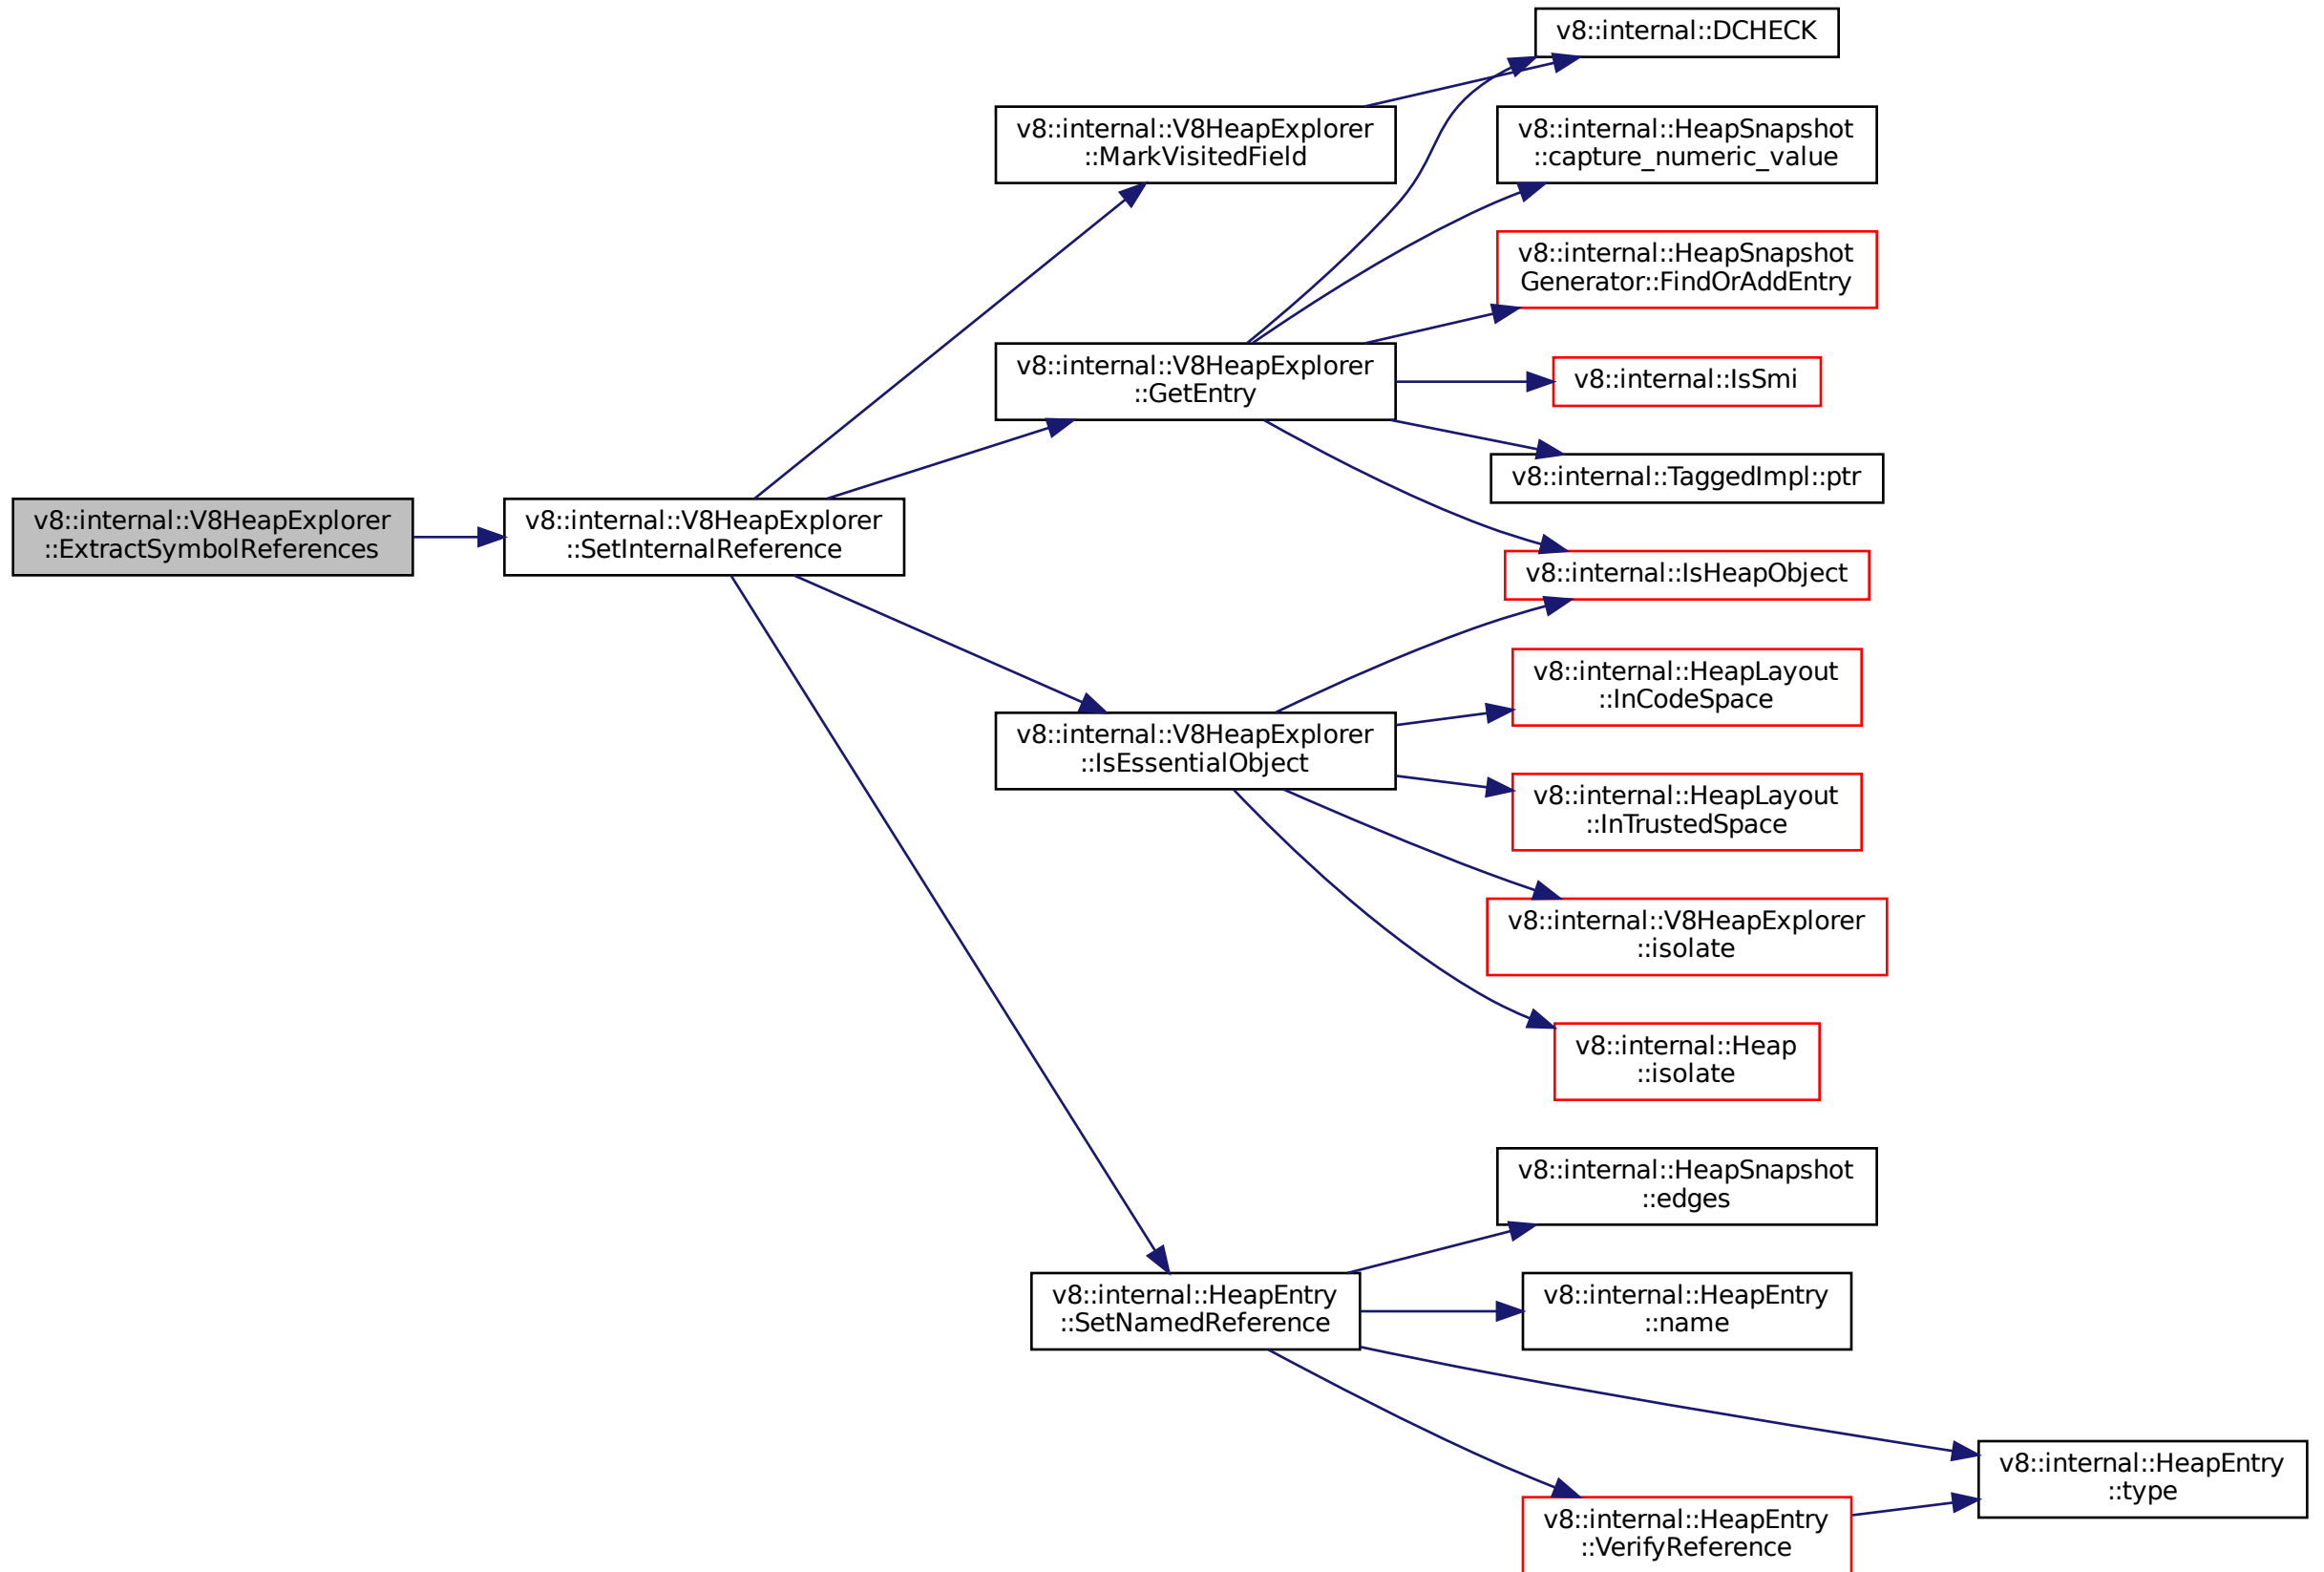 v8::internal::DCHECK
v8::internal::V8HeapExplorer
::MarkVisitedField
v8::internal::HeapSnapshot
::capture_numeric_value
v8::internal::HeapSnapshot
Generator::FindOrAddEntry
v8::internal::V8HeapExplorer
::GetEntry
v8::internal::IsSmi
v8::internal::TaggedImpl::ptr
v8::internal::V8HeapExplorer
::ExtractSymbolReferences
v8::internal::V8HeapExplorer
::SetInternalReference
v8::internal::IsHeapObject
v8::internal::HeapLayout
::InCodeSpace
v8::internal::V8HeapExplorer
::IsEssentialObject
v8::internal::HeapLayout
::InTrustedSpace
v8::internal::V8HeapExplorer
::isolate
v8::internal::Heap
::isolate
v8::internal::HeapSnapshot
::edges
v8::internal::HeapEntry
::SetNamedReference
v8::internal::HeapEntry
::name
v8::internal::HeapEntry
::type
v8::internal::HeapEntry
::VerifyReference